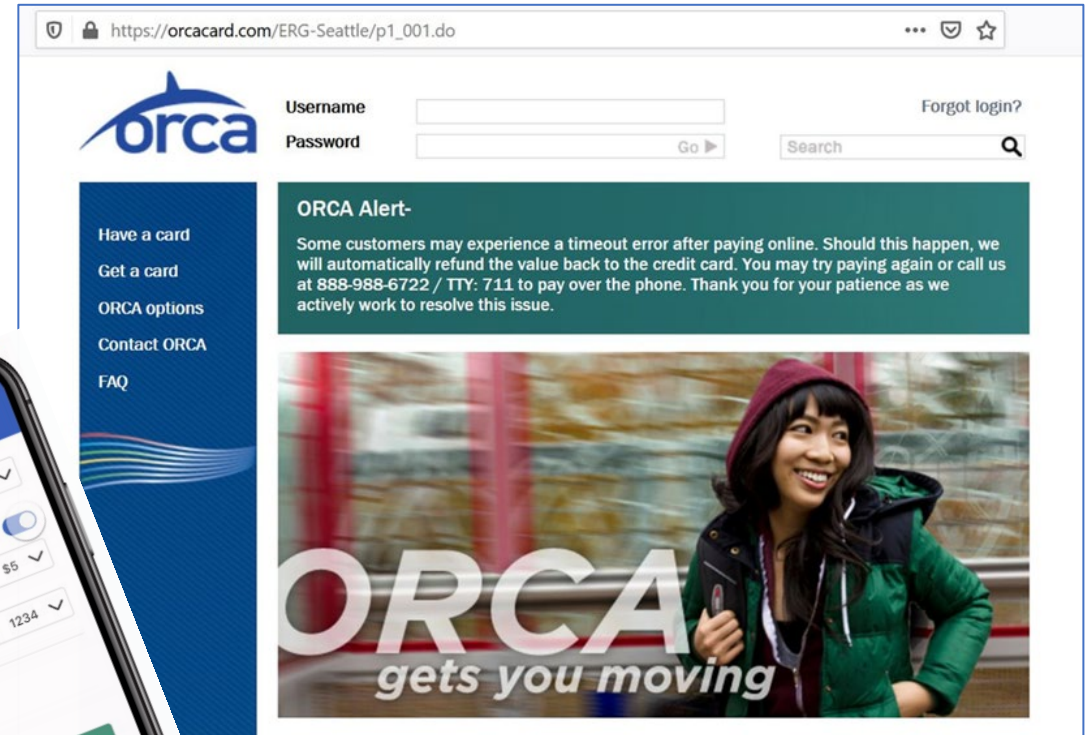 https://orcacard.com/ERG-Seattle/p1_001.do
orca
Username
Forgot login?
Password
Go
Search
Have a card
Get a card
ORCA options
Contact ORCA
FAQ
ORCA Alert-
Some customers may experience a timeout error after paying online. Should this happen, we
will automatically refund the value back to the credit card. You may try paying again or call us
at 888-988-6722 / TTY: 711 to pay over the phone. Thank you for your patience as we
actively work to resolve this issue.
$5
1234
ORCA
gets you moving